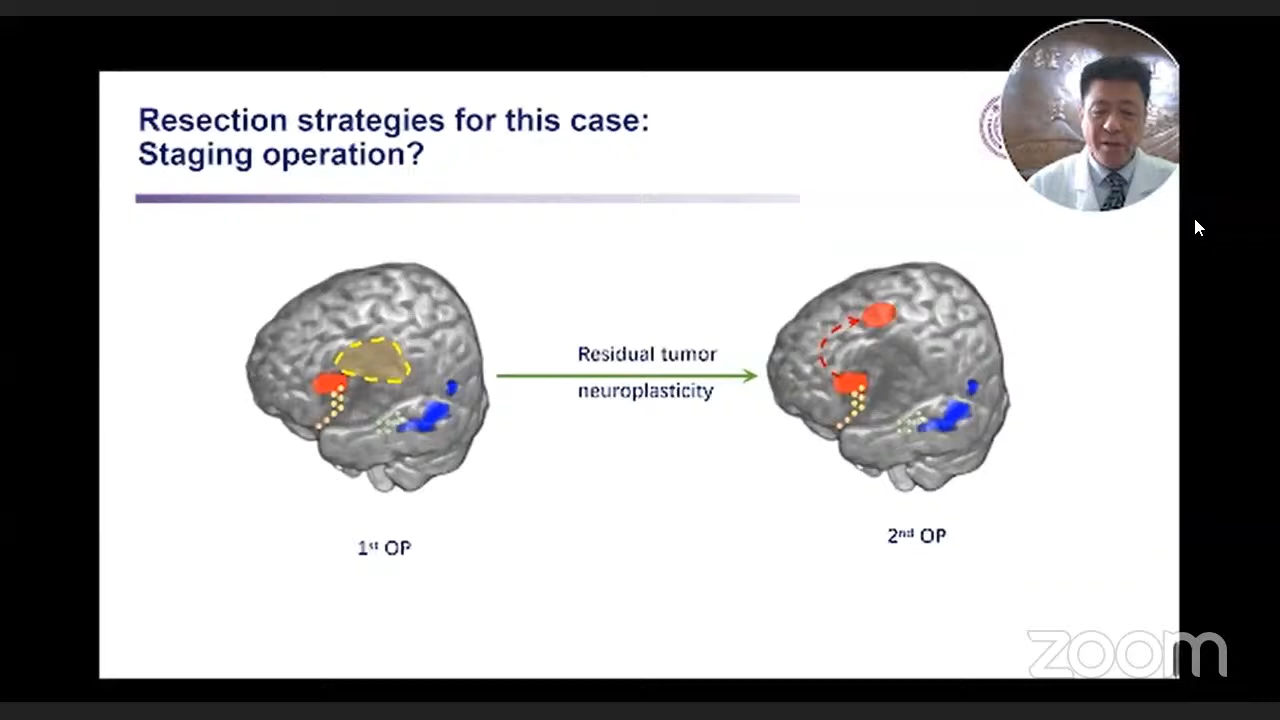 Resection strategies for this case:
Staging operation?
Residual tumor
neuroplasticity
1st OP
2nd OP
zoom